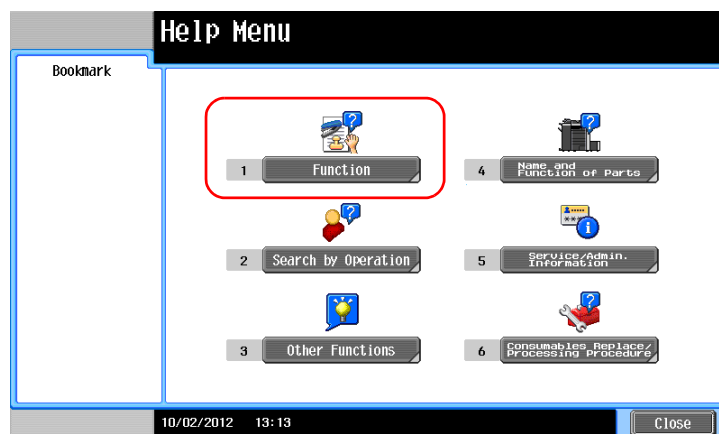 Help Menu
Bookmark
1 Function
4 Name and
Function of Parts
2 Search by Operation
5 Service/Admin.
Information
3 Other Functions
6 Consumables Replace/
Processing Procedure
10/02/2012 13:13
Close